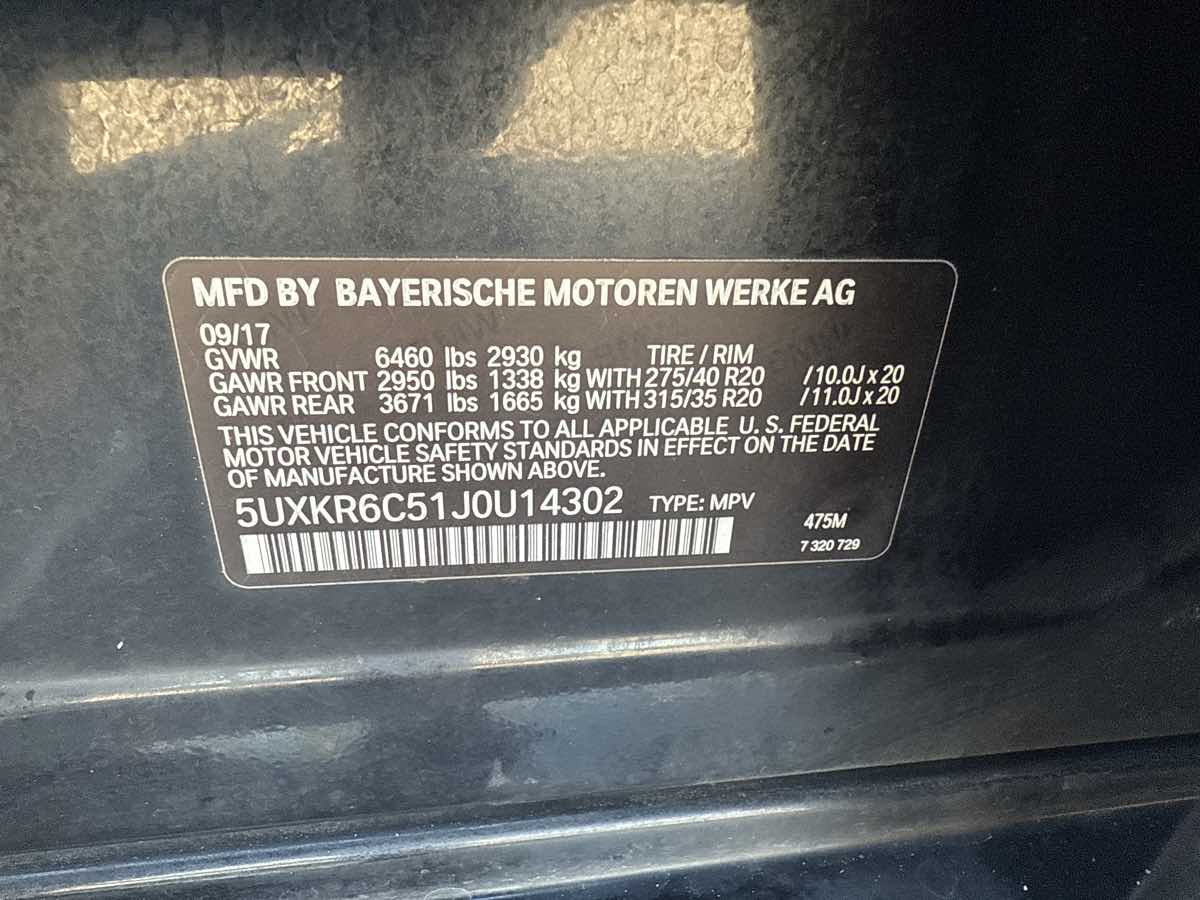 MFD BY BAYERISCHE MOTOREN WERKE AG
09/17
GVWR 6460 lbs 2930 kg TIRE / RIM
GAWR FRONT 2950 lbs 1338 kg WITH 275/40 R20 /10.0J x 20
GAWR REAR 3671 lbs 1665 kg WITH 315/35 R20 /11.0J x 20
THIS VEHICLE CONFORMS TO ALL APPLICABLE U. S. FEDERAL
MOTOR VEHICLE SAFETY STANDARDS IN EFFECT ON THE DATE
OF MANUFACTURE SHOWN ABOVE.
5UXKR6C51J0U14302 TYPE: MPV
475M
7 320 729